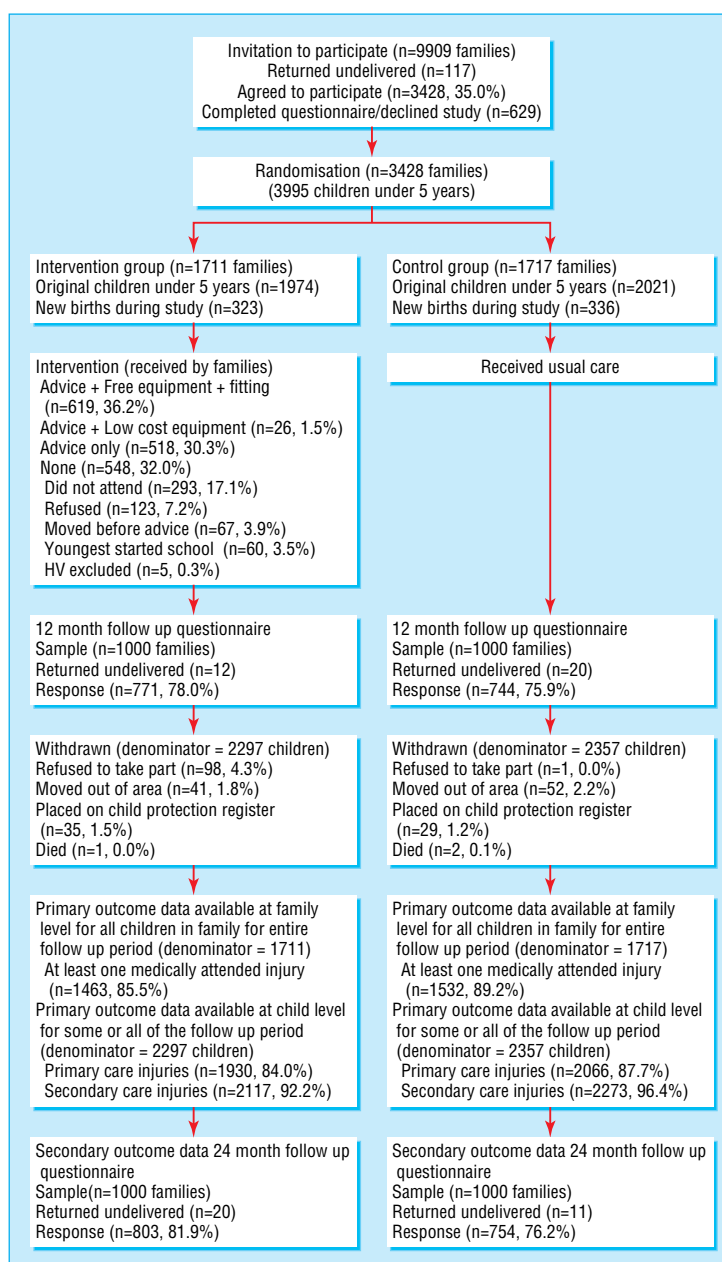 Invitation to participate (n=9909 families)
Returned undelivered (n=117)
Agreed to participate (n=3428, 35.0%)
Completed questionnaire/declined study (n=629)
Randomisation (n=3428 families)
(3995 children under 5 years)
Intervention group (n=1711 families)
Original children under 5 years (n=1974)
New births during study (n=323)
Control group (n=1717 families)
Original children under 5 years (n=2021)
New births during study (n=336)
Intervention (received by families)
Advice + Free equipment + fitting
(n=619, 36.2%)
Advice + Low cost equipment (n=26, 1.5%)
Advice only (n=518, 30.3%)
None (n=548, 32.0%)
Did not attend (n=293, 17.1%)
Refused (n=123, 7.2%)
Moved before advice (n=67, 3.9%)
Youngest started school (n=60, 3.5%)
HV excluded (n=5, 0.3%)
Received usual care
12 month follow up questionnaire
Sample (n=1000 families)
Returned undelivered (n=12)
Response (n=771, 78.0%)
12 month follow up questionnaire
Sample (n=1000 families)
Returned undelivered (n=20)
Response (n=744, 75.9%)
Withdrawn (denominator = 2297 children)
Refused to take part (n=98, 4.3%)
Moved out of area (n=41, 1.8%)
Placed on child protection register
(n=35, 1.5%)
Died (n=1, 0.0%)
Withdrawn (denominator = 2357 children)
Refused to take part (n=1, 0.0%)
Moved out of area (n=52, 2.2%)
Placed on child protection register
(n=29, 1.2%)
Died (n=2, 0.1%)
Primary outcome data available at family
level for all children in family for entire
follow up period (denominator = 1711)
At least one medically attended injury
(n=1463, 85.5%)
Primary outcome data available at child level
for some or all of the follow up period
(denominator = 2297 children)
Primary care injuries (n=1930, 84.0%)
Secondary care injuries (n=2117, 92.2%)
Primary outcome data available at family
level for all children in family for entire
follow up period (denominator = 1717)
At least one medically attended injury
(n=1532, 89.2%)
Primary outcome data available at child level
for some or all of the follow up period
(denominator = 2357 children)
Primary care injuries (n=2066, 87.7%)
Secondary care injuries (n=2273, 96.4%)
Secondary outcome data 24 month follow up
questionnaire
Sample(n=1000 families)
Returned undelivered (n=20)
Response (n=803, 81.9%)
Secondary outcome data 24 month follow up
questionnaire
Sample (n=1000 families)
Returned undelivered (n=11)
Response (n=754, 76.2%)